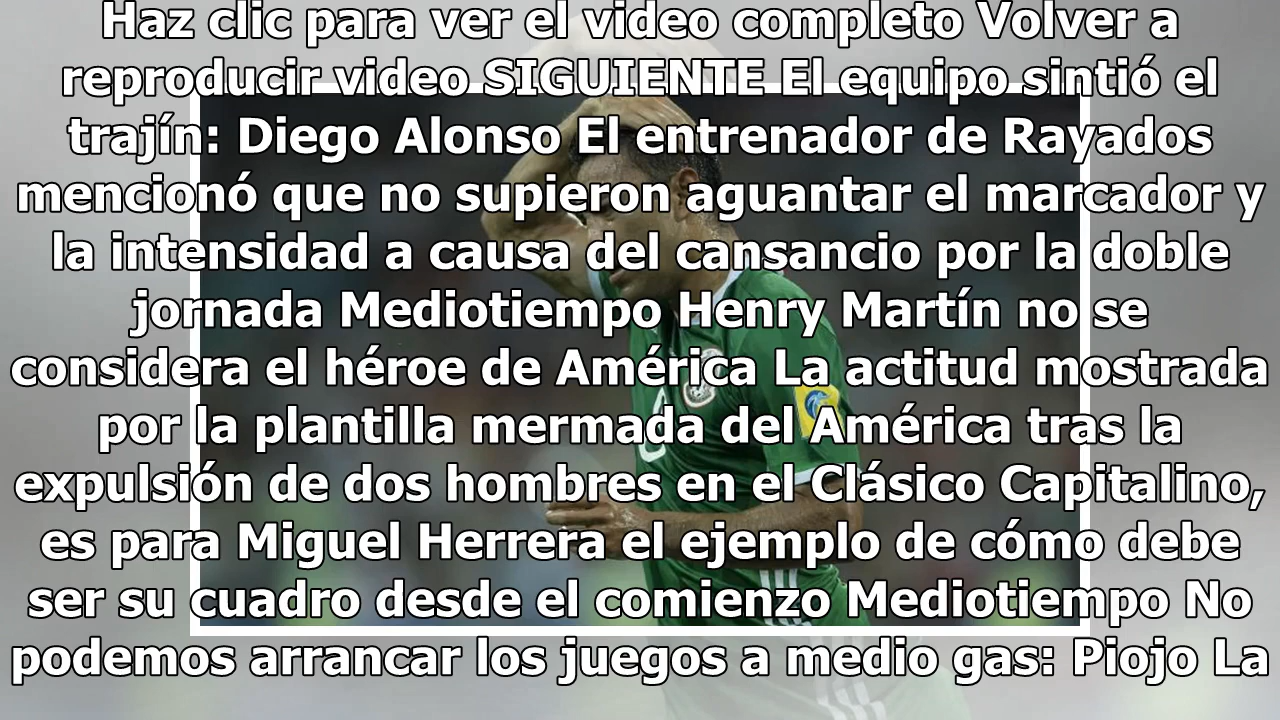 Haz clic para ver el video completo Volver a
reproducir video SIGUIENTE El equipo sintió el
trajín: Diego Alonso El entrenador de Rayados
mencionó que no supieron aguantar el marcador y
la intensidad a causa del cansancio por la doble
jornada Mediotiempo Henry Martín no se
considera el héroe de América La actitud mostrada
por la plantilla mermada del América tras la
expulsión de dos hombres en el Clásico Capitalino,
es para Miguel Herrera el ejemplo de cómo debe
ser su cuadro desde el comienzo Mediotiempo No
podemos arrancar los juegos a medio gas: Piojo La